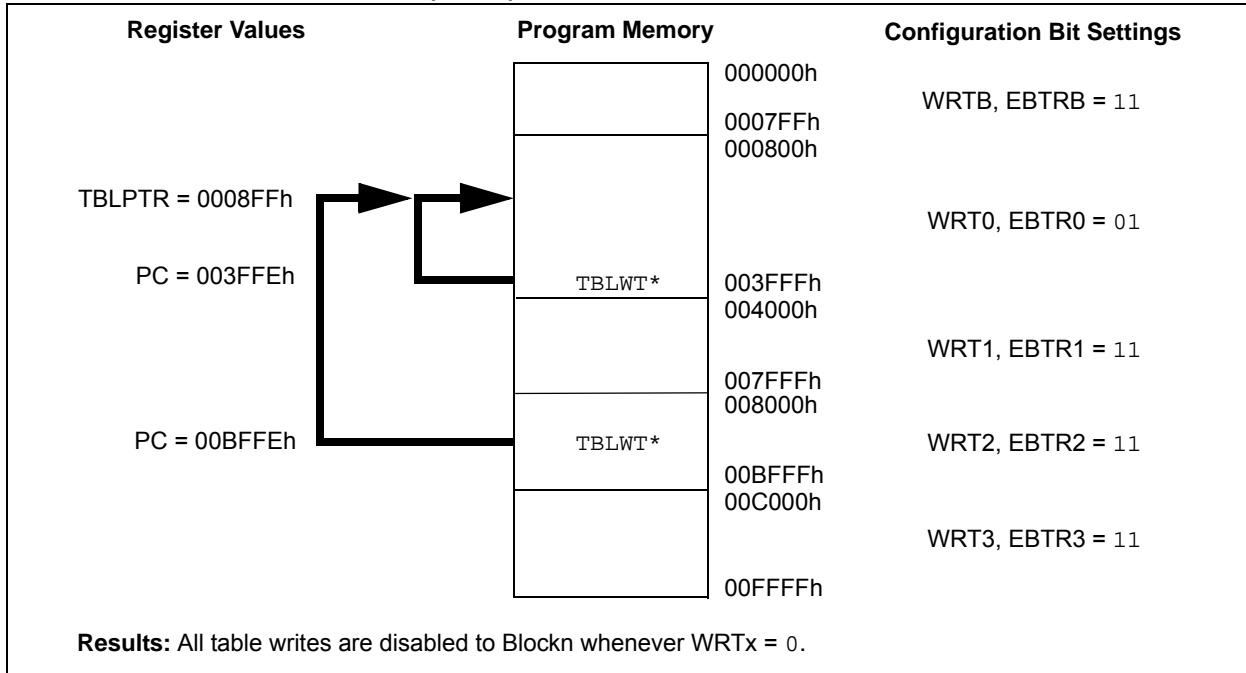 Register Values Program Memory Configuration Bit Settings
000000h
WRTB, EBTRB = 11
0007FFh
000800h
TBLPTR = 0008FFh
WRT0, EBTR0 = 01
PC = 003FFEh TBLWT* 003FFFh
004000h
WRT1, EBTR1 = 11
007FFFh
008000h
PC = 00BFFEh TBLWT* WRT2, EBTR2 = 11
00BFFFh
00C000h
WRT3, EBTR3 = 11
00FFFFh
Results: All table writes are disabled to Blockn whenever WRTx = 0.